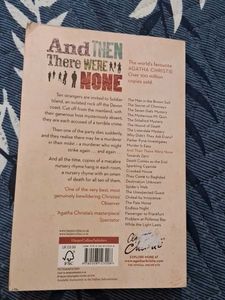 And THEN
There WERE
NONE
Ten strangers are invited to Soldier
Island, an isolated rock off the Devon
coast. Cut off from the mainland, with
their generous host mysteriously absent,
they are each accused of a terrible crime.
Then one of the party dies suddenly,
and they realise there may be a murderer
in their midst - a murderer who might
strike again . . . and again . . .
And all the time, copies of a macabre
nursery rhyme hang in each room,
a nursery rhyme with an omen
of death for all of ten of them.
'One of the very best, most
genuinely bewildering Christies'
Observer
'Agatha Christie's masterpiece'
Spectator
HarperCollinsPublishers
FSC
The world's favourite
AGATHA CHRISTIE
Over 100 million
copies sold.
The Man in the Brown Suit
The Secret of Chimneys
The Seven Dials Mystery
The Mysterious Mr Quin
The Sittaford Mystery
The Hound of Death
The Listerdale Mystery
Why Didn't They Ask Evans?
Parker Pyne Investigates
Murder Is Easy
And Then There Were None
Towards Zero
Death Comes as the End
Sparkling Cyanide
Crooked House
They Came to Baghdad
Destination Unknown
Spider's Web
The Unexpected Guest
Ordeal by Innocence
The Pale Horse
Endless Night
Passenger to Frankfurt
Problem at Pollensa Bay
While the Light Lasts
Agatha
Christie
EXPLORE MORE at